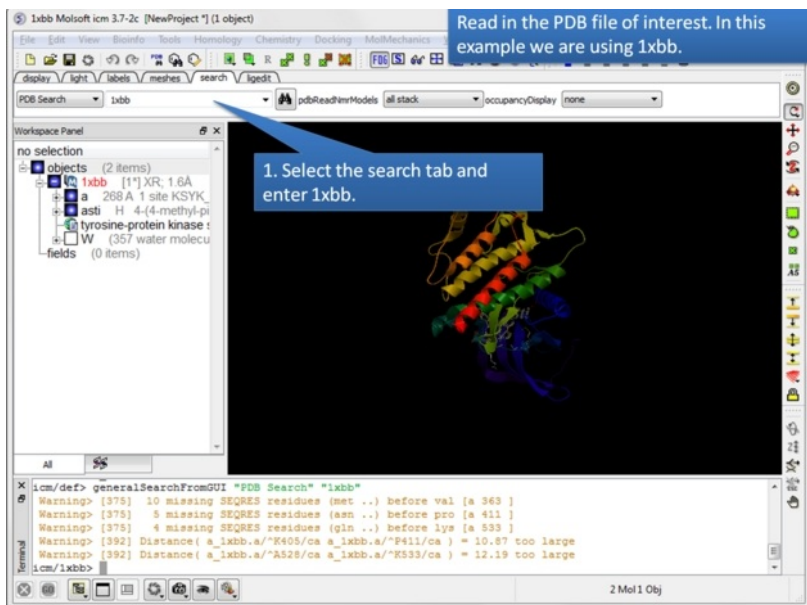 1xbb Molsoft icm 3.7-2c [NewProject *] (1 object)
Read in the PDB file of interest. In this
example we are using 1xbb.
File Edit View Bioinfo Tools Homology Chemistry Docking MolMechanics
display light labels meshes search ligedit
PDB Search 1xbb pdbReadNmrModels all stack occupancyDisplay none
Workspace Panel
no selection
objects (2 items)
1xbb [1*] XR; 1.6Å
a 268 A 1 site KSYK_
asti H 4-(4-methyl-pi
tyrosine-protein kinase s
W (357 water molecu
fields (0 items)
1. Select the search tab and
enter 1xbb.
All
icm/def> generalSearchFromGUI "PDB Search" "1xbb"
Warning> [375] 10 missing SEQRES residues (met ..) before val [a 363 ]
Warning> [375] 5 missing SEQRES residues (asn ..) before pro [a 411 ]
Warning> [375] 4 missing SEQRES residues (gln ..) before lys [a 533 ]
Warning> [392] Distance( a_1xbb.a/^K405/ca a_1xbb.a/^P411/ca ) = 10.87 too large
Warning> [392] Distance( a_1xbb.a/^A528/ca a_1xbb.a/^K533/ca ) = 12.19 too large
icm/1xbb>
Terminal
2 Mol 1 Obj